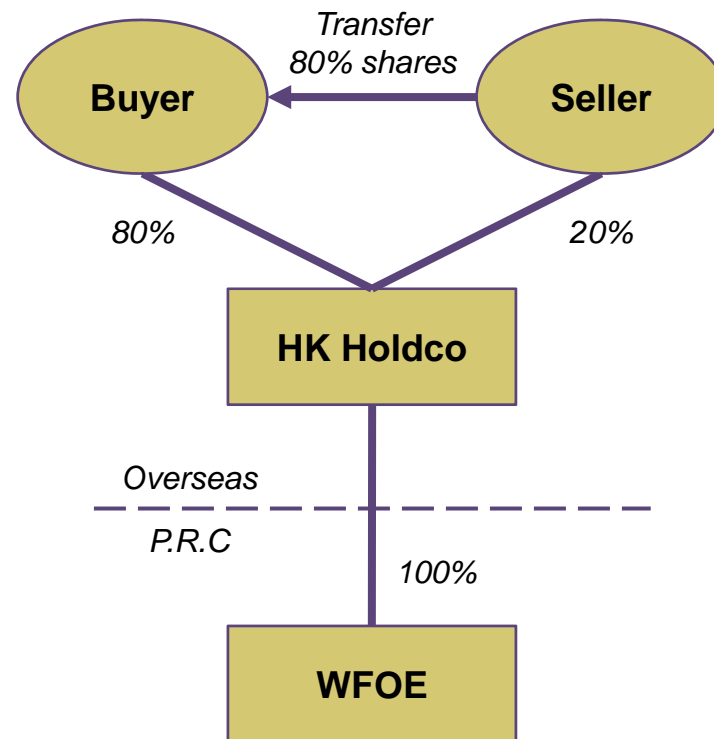 Transfer
80% shares
Buyer
Seller
80%
20%
HK Holdco
Overseas
P.R.C
100%
WFOE